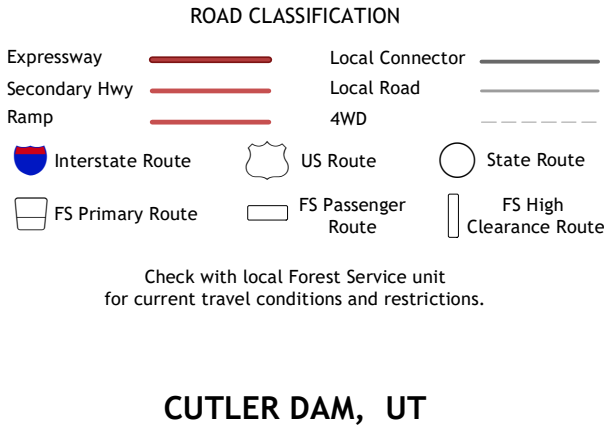 ROAD CLASSIFICATION
Expressway
Local Connector
Secondary Hwy
Local Road
Ramp
4WD
Interstate Route
US Route
State Route
FS Primary Route
FS Passenger
Route
FS High
Clearance Route
Check with local Forest Service unit
for current travel conditions and restrictions.
CUTLER DAM, UT